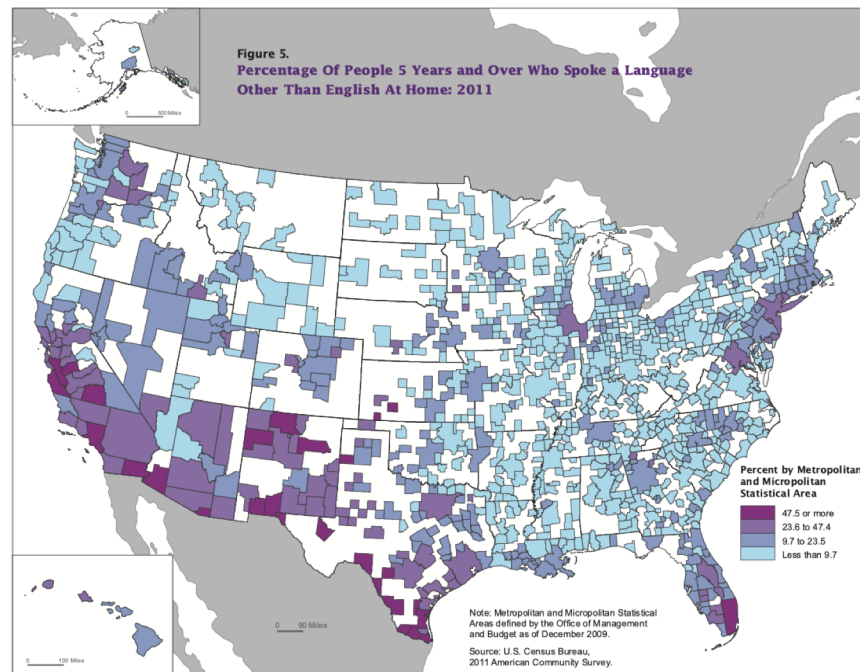 Figure 5.
Percentage Of People 5 Years and Over Who Spoke a Language
Other Than English At Home: 2011
0 500 Miles
Percent by Metropolitan
and Micropolitan
Statistical Area
47.5 or more
23.6 to 47.4
9.7 to 23.5
Less than 9.7
0 100 Miles
0 90 Miles
Note: Metropolitan and Micropolitan Statistical
Areas defined by the Office of Management
and Budget as of December 2009.
Source: U.S. Census Bureau,
2011 American Community Survey.